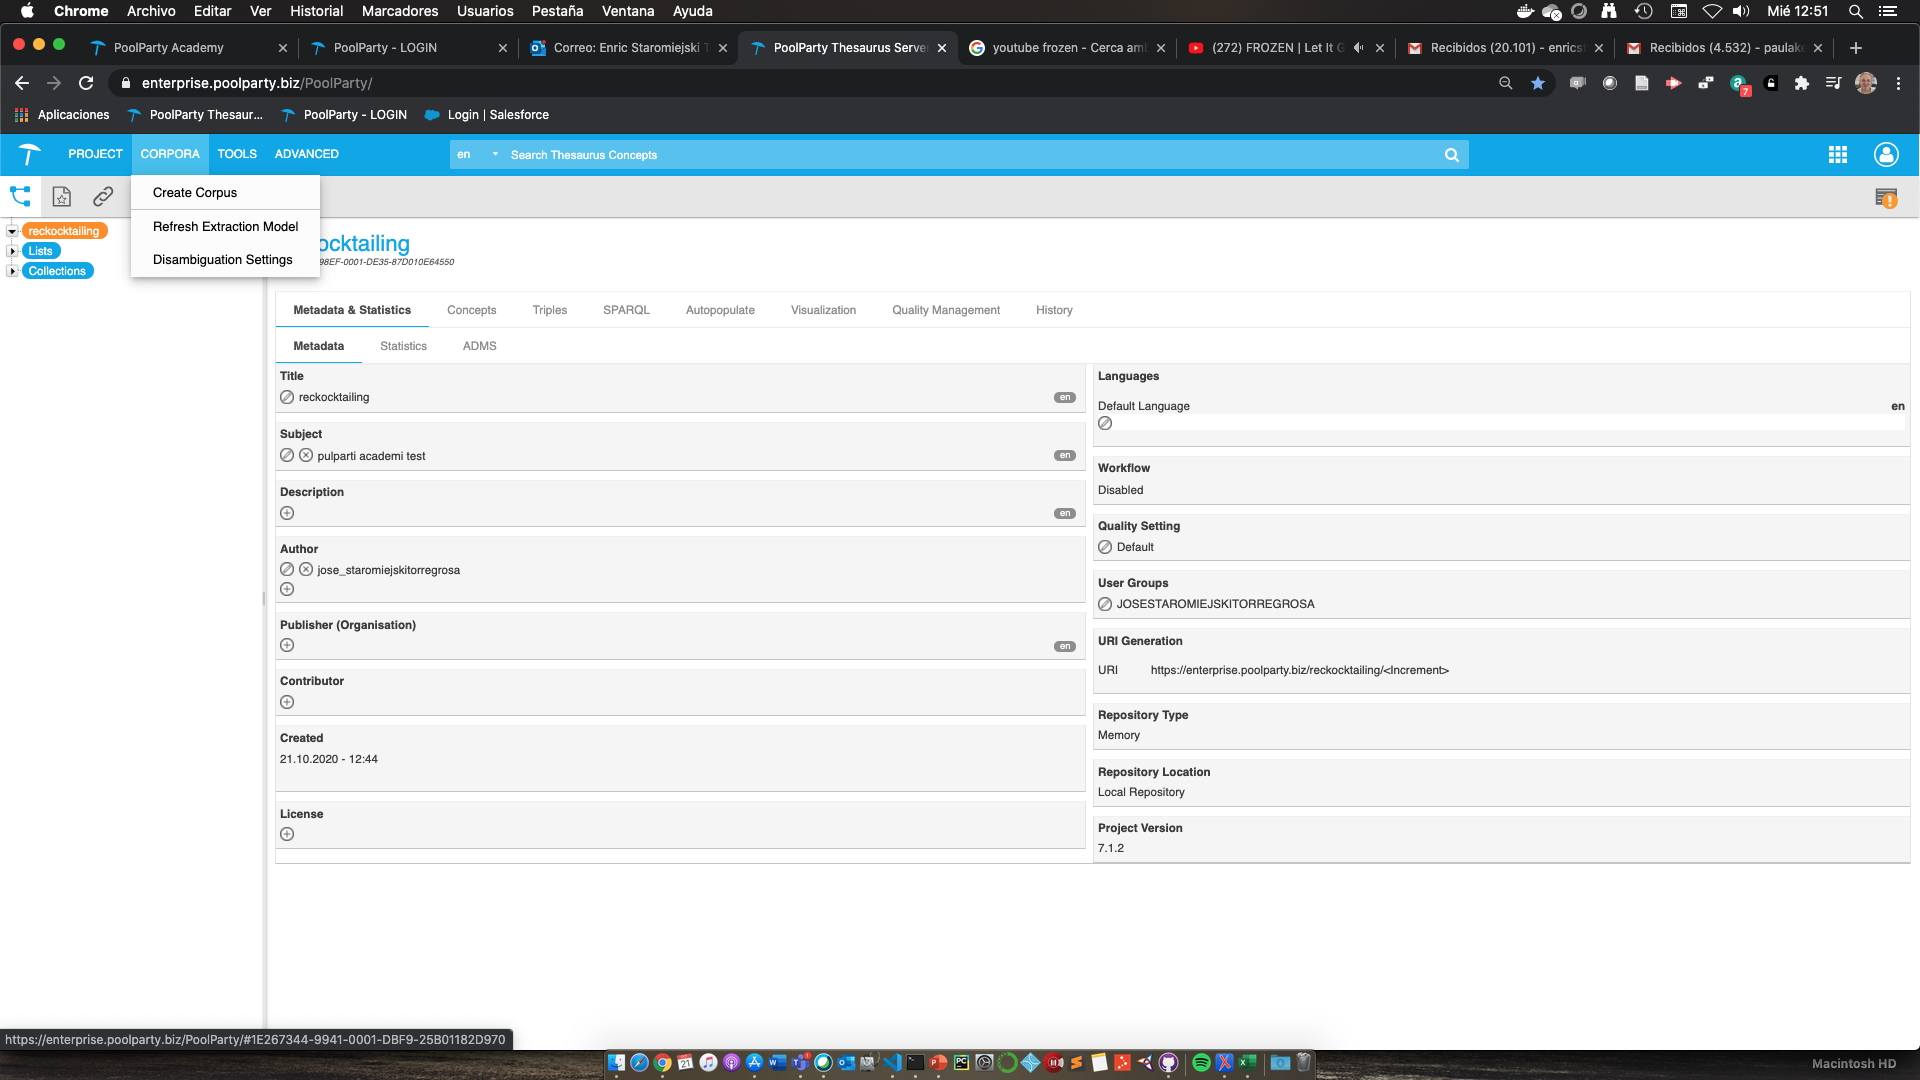 Chrome Archivo Editar Ver Historial Marcadores Usuarios Pestaña Ventana Ayuda Mié 12:51
PoolParty Academy PoolParty - LOGIN Correo: Enric Staromiejski T PoolParty Thesaurus Serve youtube frozen - Cerca am (272) FROZEN | Let It G Recibidos (20.101) - enrics Recibidos (4.532) - paulak
enterprise.poolparty.biz/PoolParty/
7
Aplicaciones PoolParty Thesaur... PoolParty - LOGIN Login | Salesforce
PROJECT CORPORA TOOLS ADVANCED en Search Thesaurus Concepts
Create Corpus
Refresh Extraction Model
Disambiguation Settings
reckocktailing
Lists
Collections
ocktailing
98EF-0001-DE35-87D010E64550
Metadata & Statistics Concepts Triples SPARQL Autopopulate Visualization Quality Management History
Metadata Statistics ADMS
Title
reckocktailing en
Subject
pulparti academi test en
Description
en
Author
jose_staromiejskitorregrosa
Publisher (Organisation)
en
Contributor
Created
21.10.2020 - 12:44
License
Languages
Default Language en
Workflow
Disabled
Quality Setting
Default
User Groups
JOSESTAROMIEJSKITORREGROSA
URI Generation
URI https://enterprise.poolparty.biz/reckocktailing/<Increment>
Repository Type
Memory
Repository Location
Local Repository
Project Version
7.1.2
https://enterprise.poolparty.biz/PoolParty/#1E267344-9941-0001-DBF9-25B01182D970
Macintosh HD